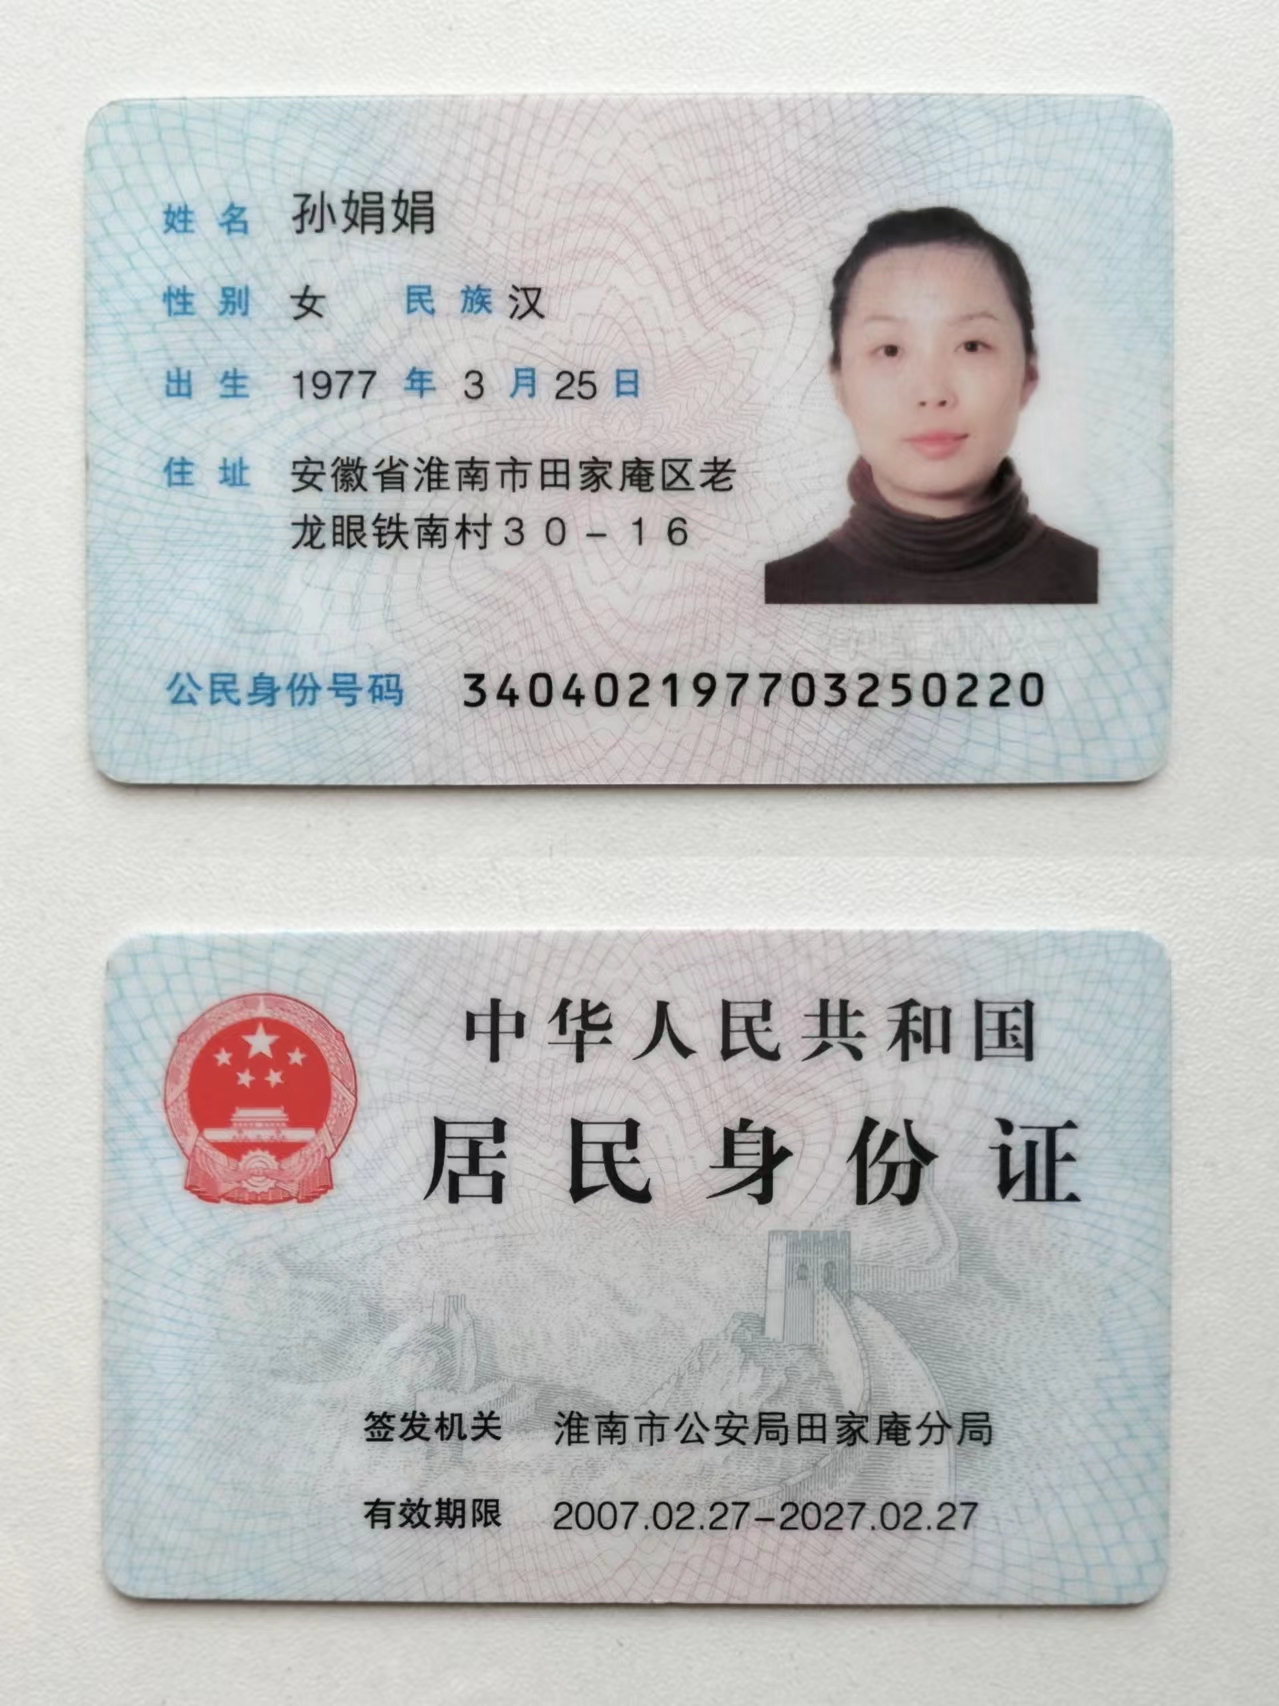 姓名 孙娟娟
性别 女 民族 汉
出生 1977 年 3 月 25 日
住址 安徽省淮南市田家庵区老
龙眼铁南村30-16
公民身份号码 340402197703250220
中华人民共和国
居民身份证
签发机关 淮南市公安局田家庵分局
有效期限 2007.02.27-2027.02.27